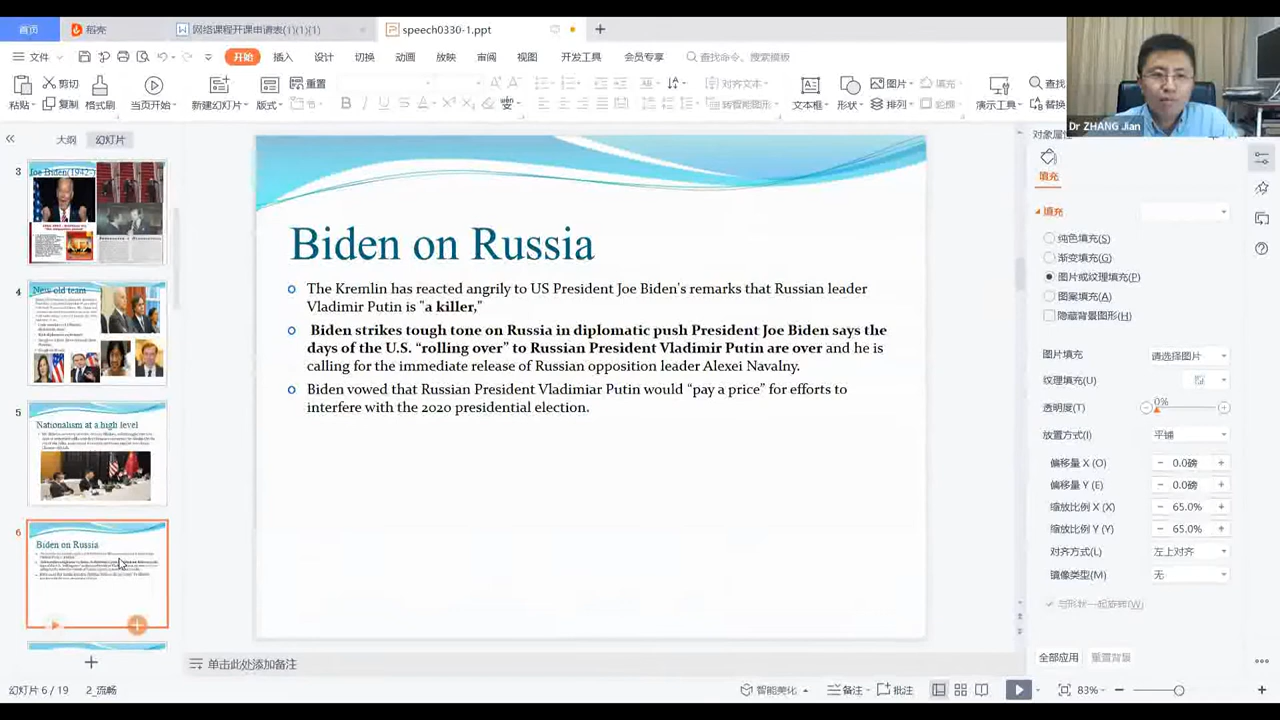 首页
稻壳
网络课程开课申请表(1)(1)(1)
speech0330-1.ppt
文件
开始
插入
设计
切换
动画
放映
审阅
视图
开发工具
会员专享
查找命令、搜索模板
粘贴
剪切
复制
格式刷
当页开始
新建幻灯片
版式
重置
对齐文本
转智能图形
文本框
形状
图片
排列
填充
轮廓
演示工具
查找
替换
Dr ZHANG Jian
大纲
幻灯片
3
Joe Biden(1942-)
4
New old team
5
Nationalism at a high level
6
Biden on Russia
Biden on Russia
The Kremlin has reacted angrily to US President Joe Biden's remarks that Russian leader
Vladimir Putin is "a killer,"
Biden strikes tough tone on Russia in diplomatic push President Joe Biden says the
days of the U.S. “rolling over” to Russian President Vladimir Putin are over and he is
calling for the immediate release of Russian opposition leader Alexei Navalny.
Biden vowed that Russian President Vladimiar Putin would “pay a price” for efforts to
interfere with the 2020 presidential election.
对象属性
填充
填充
纯色填充(S)
渐变填充(G)
图片或纹理填充(P)
图案填充(A)
隐藏背景图形(H)
图片填充
请选择图片
纹理填充(U)
透明度(T)
0%
放置方式(I)
平铺
偏移量 X (O)
0.0磅
偏移量 Y (E)
0.0磅
缩放比例 X (X)
65.0%
缩放比例 Y (Y)
65.0%
对齐方式(L)
左上对齐
镜像类型(M)
无
与形状一起旋转(W)
全部应用
重置背景
单击此处添加备注
幻灯片 6 / 19
2_流畅
智能美化
备注
批注
83%